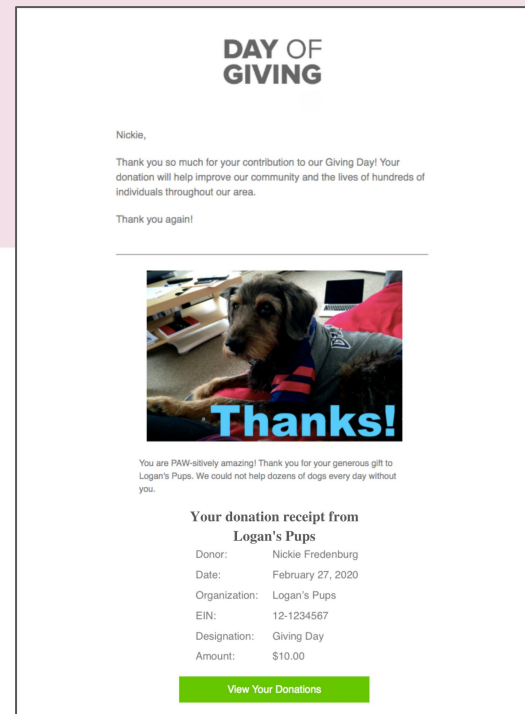 DAY OF
GIVING
Nickie,
Thank you so much for your contribution to our Giving Day! Your
donation will help improve our community and the lives of hundreds of
individuals throughout our area.
Thank you again!
Thanks!
You are PAW-sitively amazing! Thank you for your generous gift to
Logan's Pups. We could not help dozens of dogs every day without
you.
Your donation receipt from
Logan's Pups
Donor: Nickie Fredenburg
Date: February 27, 2020
Organization: Logan's Pups
EIN: 12-1234567
Designation: Giving Day
Amount: $10.00
View Your Donations